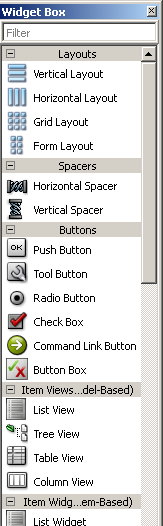 Widget Box
Filter
Layouts
Vertical Layout
Horizontal Layout
Grid Layout
Form Layout
Spacers
Horizontal Spacer
Vertical Spacer
Buttons
OK Push Button
Tool Button
Radio Button
Check Box
Command Link Button
Button Box
Item Views...del-Based)
List View
Tree View
Table View
Column View
Item Widg...em-Based)
List Widget